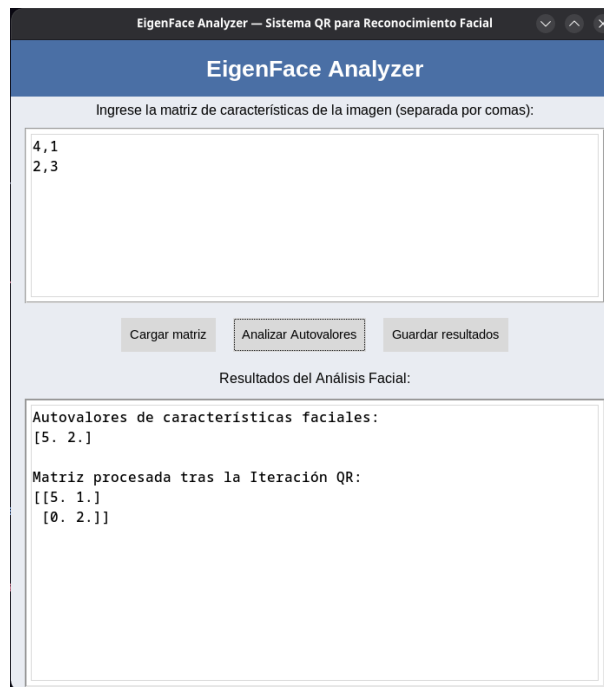 EigenFace Analyzer — Sistema QR para Reconocimiento Facial
EigenFace Analyzer
Ingrese la matriz de características de la imagen (separada por comas):
4,1
2,3
Cargar matriz
Analizar Autovalores
Guardar resultados
Resultados del Análisis Facial:
Autovalores de características faciales:
[5. 2.]
Matriz procesada tras la Iteración QR:
[[5. 1.]
[0. 2.]]